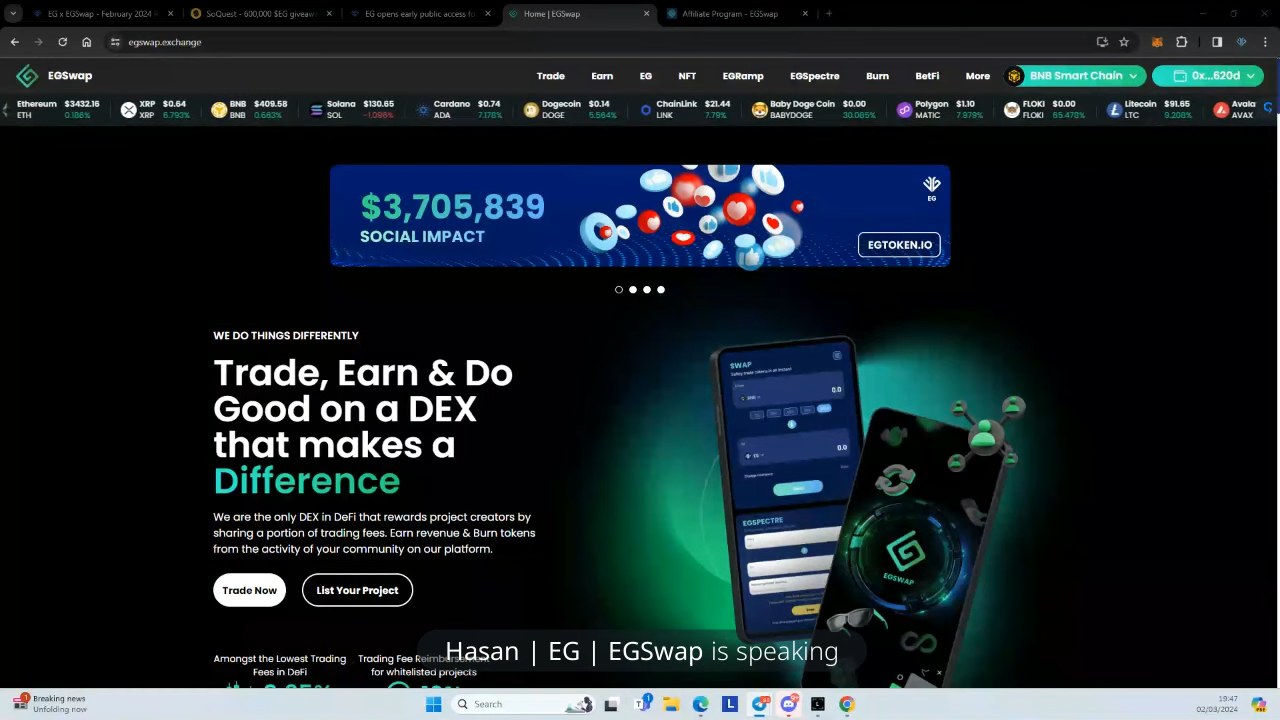 EG x EGSwap - February 2024 R
SoQuest - 600,000 $EG giveaw
EG opens early public access fo
Home | EGSwap
Affiliate Program - EGSwap
egswap.exchange
EGSwap
Trade
Earn
EG
NFT
EGRamp
EGSpectre
Burn
BetFi
More
BNB Smart Chain
0x...620d
Ethereum $3432.16
ETH 0.186%
XRP $0.64
XRP 6.793%
BNB $409.58
BNB 0.663%
Solana $130.65
SOL -1.096%
Cardano $0.74
ADA 7.178%
Dogecoin $0.14
DOGE 5.564%
ChainLink $21.44
LINK 7.79%
Baby Doge Coin $0.00
BABYDOGE 30.085%
Polygon $1.10
MATIC 7.979%
FLOKI $0.00
FLOKI 65.478%
Litecoin $91.65
LTC 9.208%
Avala
AVAX
$3,705,839
SOCIAL IMPACT
EG
EGTOKEN.IO
WE DO THINGS DIFFERENTLY
Trade, Earn & Do
Good on a DEX
that makes a
Difference
We are the only DEX in DeFi that rewards project creators by
sharing a portion of trading fees. Earn revenue & Burn tokens
from the activity of your community on our platform.
Trade Now
List Your Project
SWAP
0.0
BNB
0.0
EG
EGSPECTRE
EGSWAP
Hasan | EG | EGSwap is speaking
Amongst the Lowest Trading
Fees in DeFi
Trading Fee Reimbursement
for whitelisted projects
Breaking news
Unfolding now
Search
19:47
02/03/2024